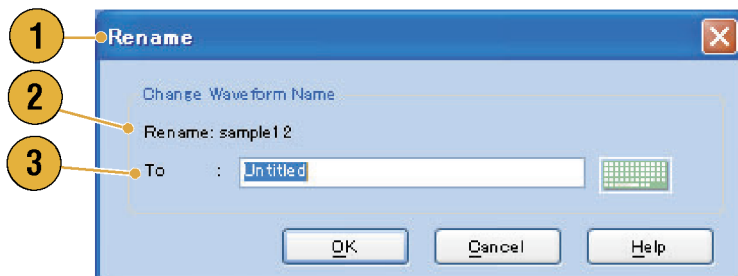 1
Rename
2
Change Waveform Name
Rename: sample12
3
To : Untitled
OK Cancel Help